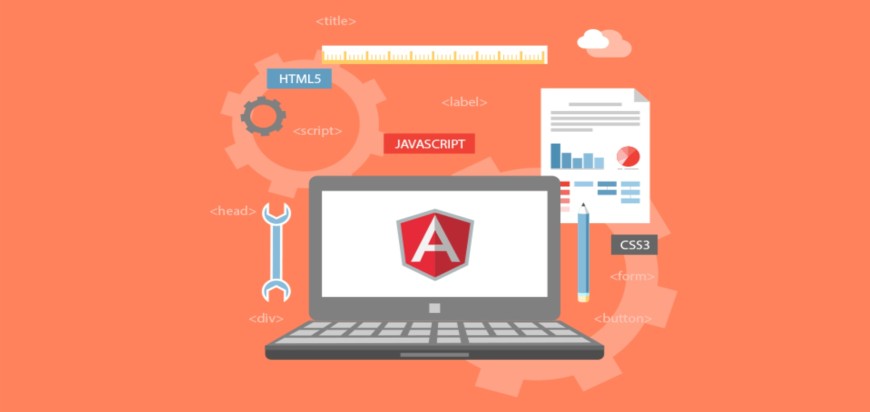 <title>
HTML5
<label>
<script>
JAVASCRIPT
<head>
A
CSS3
<form>
<div>
<button>